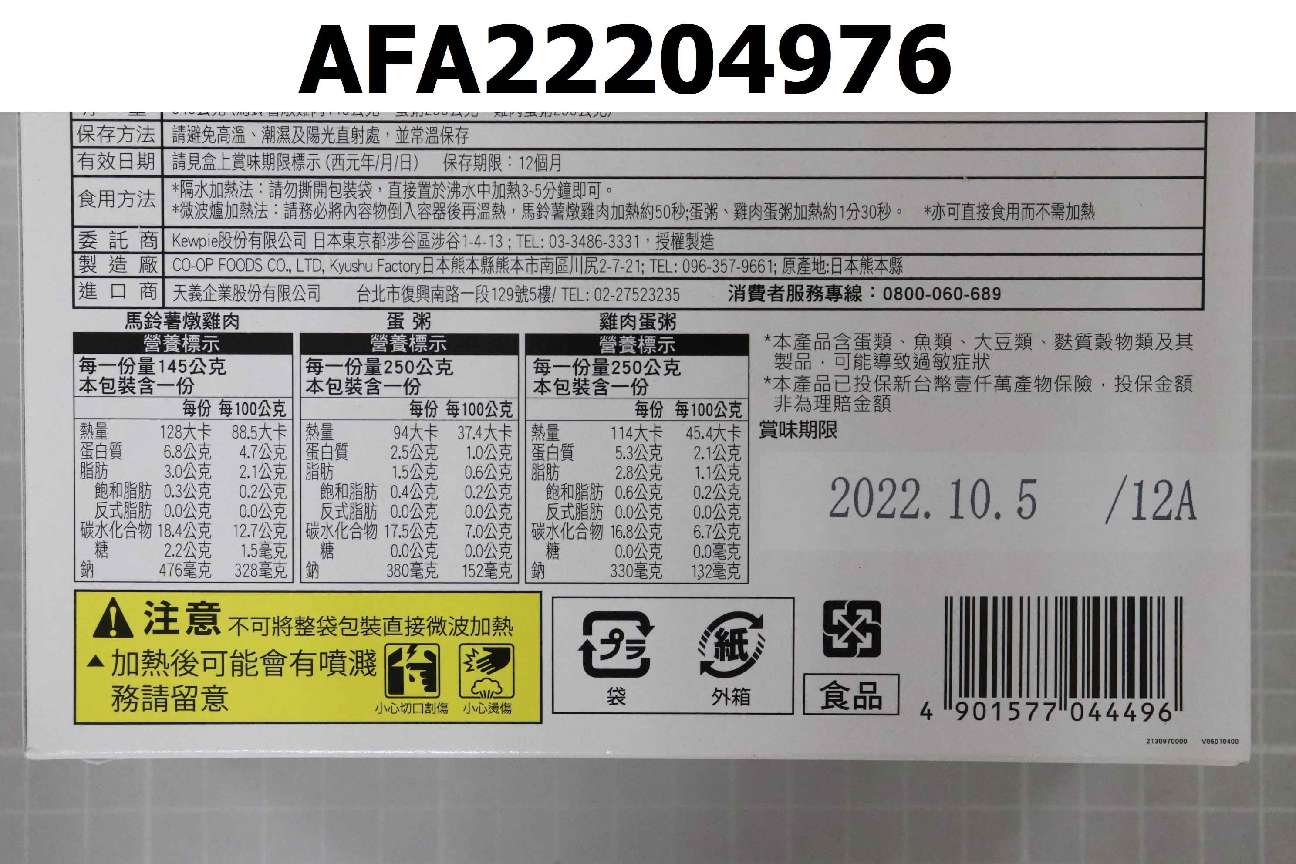 AFA22204976
保存方法 請避免高溫、潮濕及陽光直射處，並常溫保存
有效日期 請見盒上賞味期限標示(西元年/月/日) 保存期限：12個月
食用方法 *隔水加熱法：請勿撕開包裝袋，直接置於沸水中加熱3-5分鐘即可。
*微波爐加熱法：請務必將內容物倒入容器後再溫熱，馬鈴薯燉雞肉加熱約50秒;蛋粥、雞肉蛋粥加熱約1分30秒。 *亦可直接食用而不需加熱
委託商 Kewpie股份有限公司 日本東京都涉谷區涉谷1-4-13 ; TEL: 03-3486-3331，授權製造
製造廠 CO-OP FOODS CO., LTD, Kyushu Factory日本熊本縣熊本市南區川尻2-7-21; TEL: 096-357-9661; 原產地:日本熊本縣
進口商 天義企業股份有限公司 台北市復興南路一段129號5樓/ TEL: 02-27523235 消費者服務專線：0800-060-689
馬鈴薯燉雞肉 蛋粥 雞肉蛋粥
營養標示 營養標示 營養標示
每一份量145公克 每一份量250公克 每一份量250公克
本包裝含一份 本包裝含一份 本包裝含一份
每份 每100公克 每份 每100公克 每份 每100公克
熱量 128大卡 88.5大卡 熱量 94大卡 37.4大卡 熱量 114大卡 45.4大卡
蛋白質 6.8公克 4.7公克 蛋白質 2.5公克 1.0公克 蛋白質 5.3公克 2.1公克
脂肪 3.0公克 2.1公克 脂肪 1.5公克 0.6公克 脂肪 2.8公克 1.1公克
飽和脂肪 0.3公克 0.2公克 飽和脂肪 0.4公克 0.2公克 飽和脂肪 0.6公克 0.2公克
反式脂肪 0.0公克 0.0公克 反式脂肪 0.0公克 0.0公克 反式脂肪 0.0公克 0.0公克
碳水化合物 18.4公克 12.7公克 碳水化合物 17.5公克 7.0公克 碳水化合物 16.8公克 6.7公克
糖 2.2公克 1.5毫克 糖 0.0公克 0.0公克 糖 0.0公克 0.0毫克
鈉 476毫克 328毫克 鈉 380毫克 152毫克 鈉 330毫克 132毫克
*本產品含蛋類、魚類、大豆類、麩質穀物類及其
製品，可能導致過敏症狀
*本產品已投保新台幣壹仟萬產物保險，投保金額
非為理賠金額
賞味期限
2022.10.5 /12A
注意 不可將整袋包裝直接微波加熱
▲加熱後可能會有噴濺
務請留意
小心切口割傷 小心燙傷
プラ 紙
袋 外箱
食品
4 901577 044496
2130970000 V06D10400